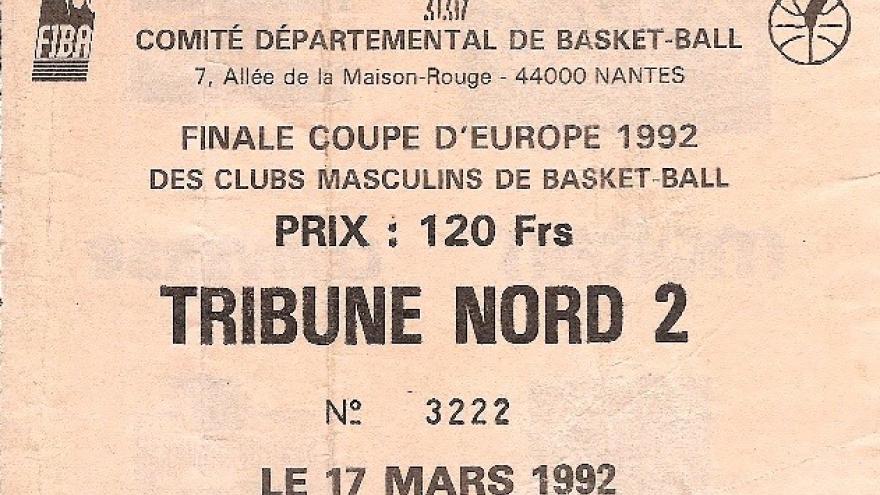 FIBA
COMITÉ DÉPARTEMENTAL DE BASKET-BALL
7, Allée de la Maison-Rouge - 44000 NANTES
FINALE COUPE D'EUROPE 1992
DES CLUBS MASCULINS DE BASKET-BALL
PRIX : 120 Frs
TRIBUNE NORD 2
Nº 3222
LE 17 MARS 1992